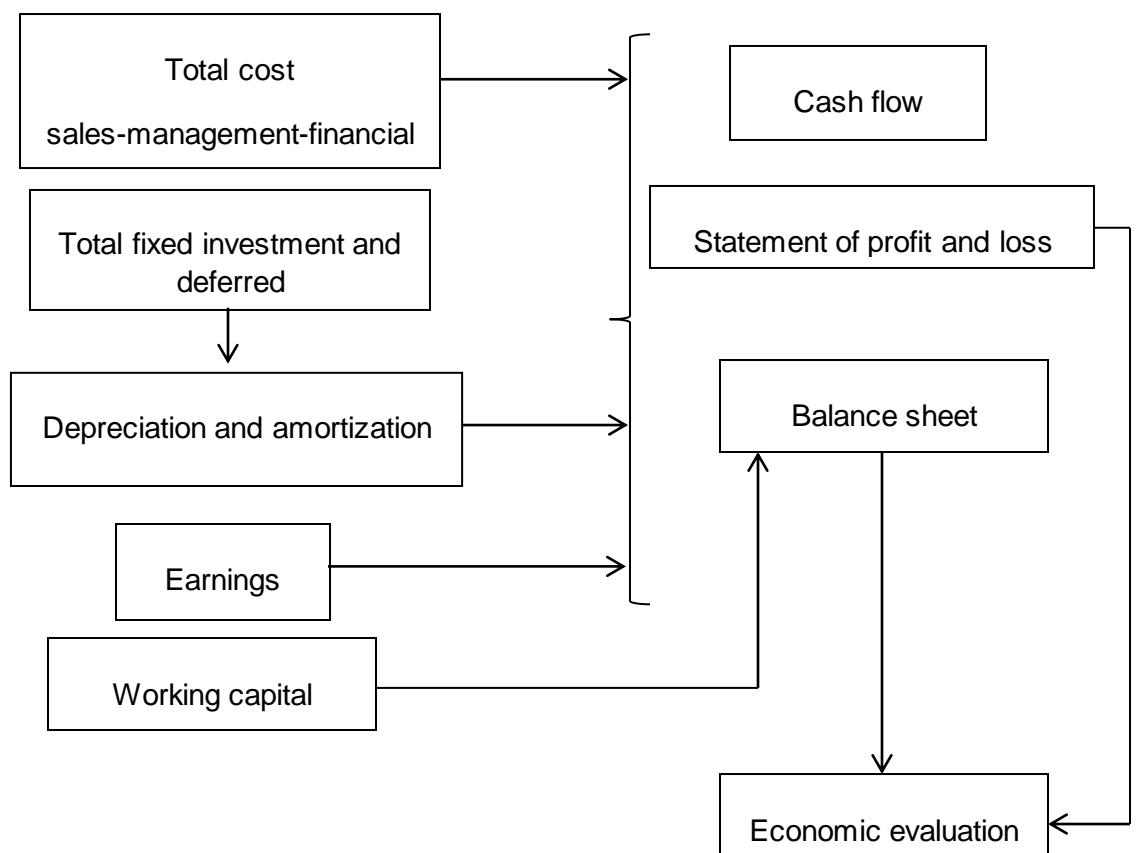 Total cost
sales-management-financial
Cash flow
Total fixed investment and
deferred
Statement of profit and loss
Depreciation and amortization
Balance sheet
Earnings
Working capital
Economic evaluation